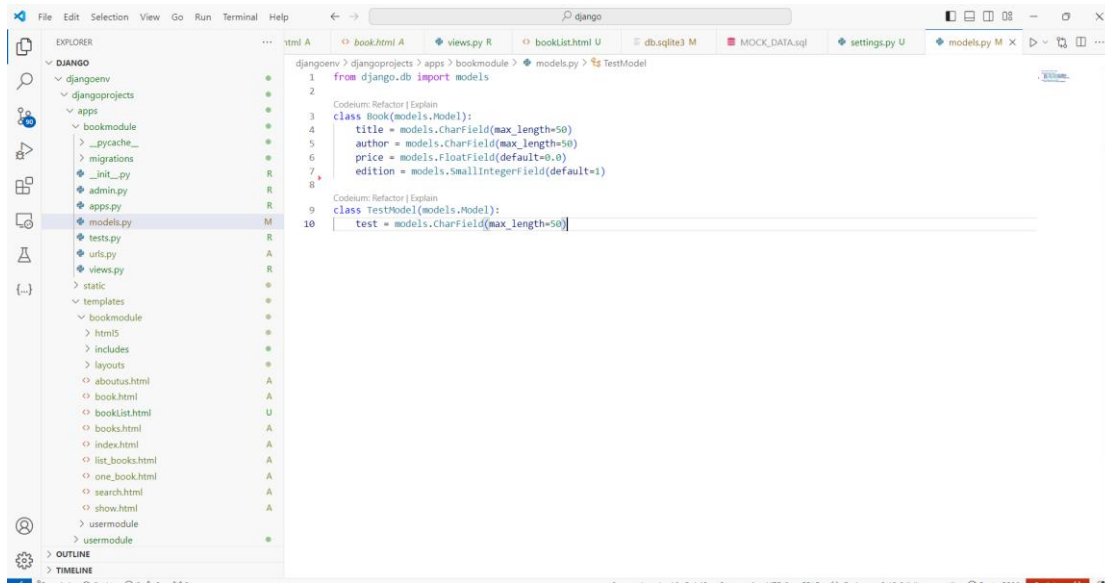 File Edit Selection View Go Run Terminal Help
django
EXPLORER
html A
book.html A
views.py R
bookList.html U
db.sqlite3 M
MOCK_DATA.sql
settings.py U
models.py M
DJANGO
djangoenv
djangoprojects
apps
bookmodule
__pycache__
migrations
__init__.py R
admin.py R
apps.py R
models.py M
tests.py R
urls.py A
views.py R
static
templates
bookmodule
html5
includes
layouts
aboutus.html A
book.html A
bookList.html U
books.html A
index.html A
list_books.html A
one_book.html A
search.html A
show.html A
usermodule
usermodule
OUTLINE
TIMELINE
90
djangoenv > djangoprojects > apps > bookmodule > models.py > TestModel
1 from django.db import models
2
Codeium: Refactor | Explain
3 class Book(models.Model):
4 title = models.CharField(max_length=50)
5 author = models.CharField(max_length=50)
6 price = models.FloatField(default=0.0)
7 edition = models.SmallIntegerField(default=1)
8
Codeium: Refactor | Explain
9 class TestModel(models.Model):
10 test = models.CharField(max_length=50)